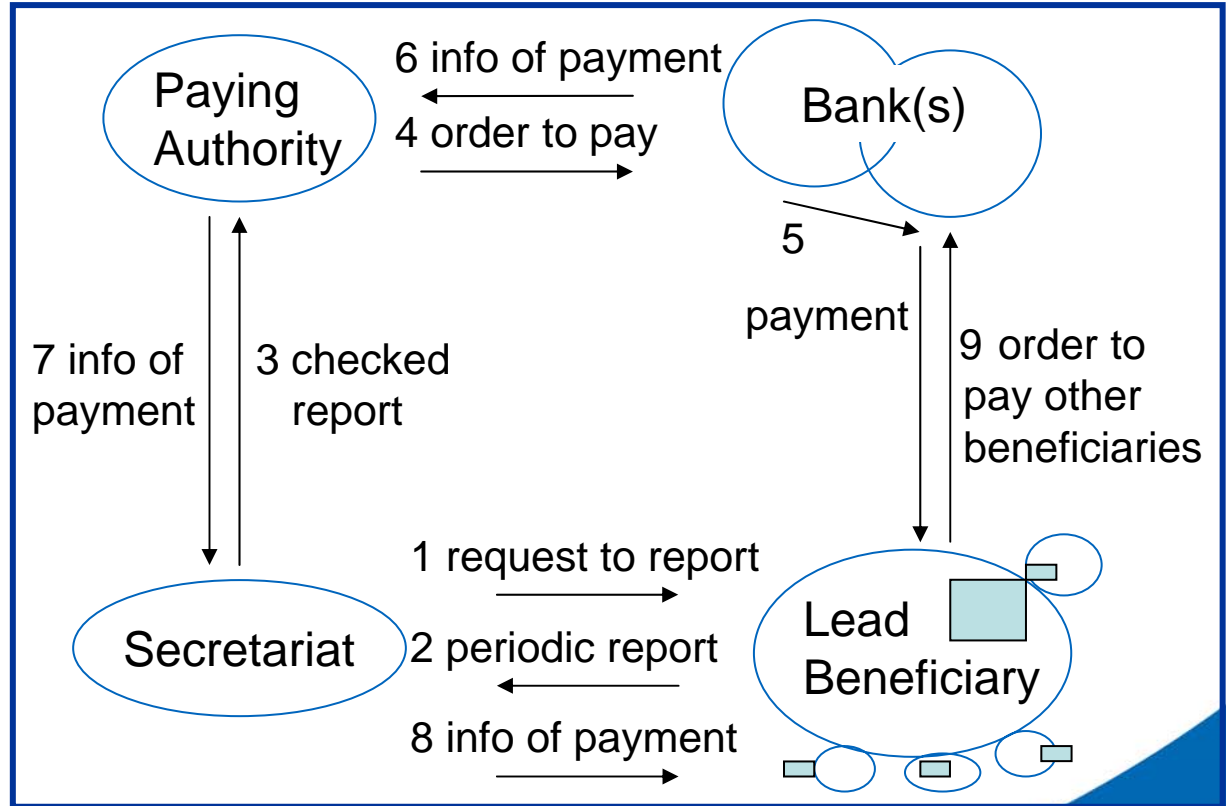 6 info of payment
Paying
Authority
Bank(s)
4 order to pay
5
payment
7 info of
payment
3 checked
report
9 order to
pay other
beneficiaries
1 request to report
Secretariat
2 periodic report
Lead
Beneficiary
8 info of payment